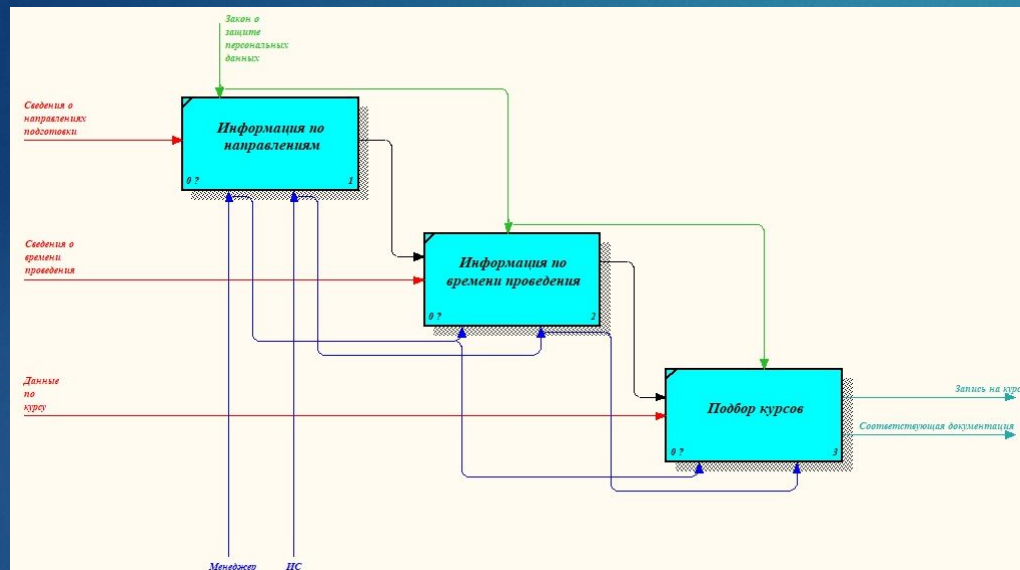 Закон о
защите
персональных
данных
Сведения о
направлениях
подготовки
Информация по
направлениям
0 ?
1
Сведения о
времени
проведения
Информация по
времени проведения
0 ?
2
Данные
по
курсу
Подбор курсов
0 ?
3
Запись на курс
Соответствующая документация
Менеджер
ИС